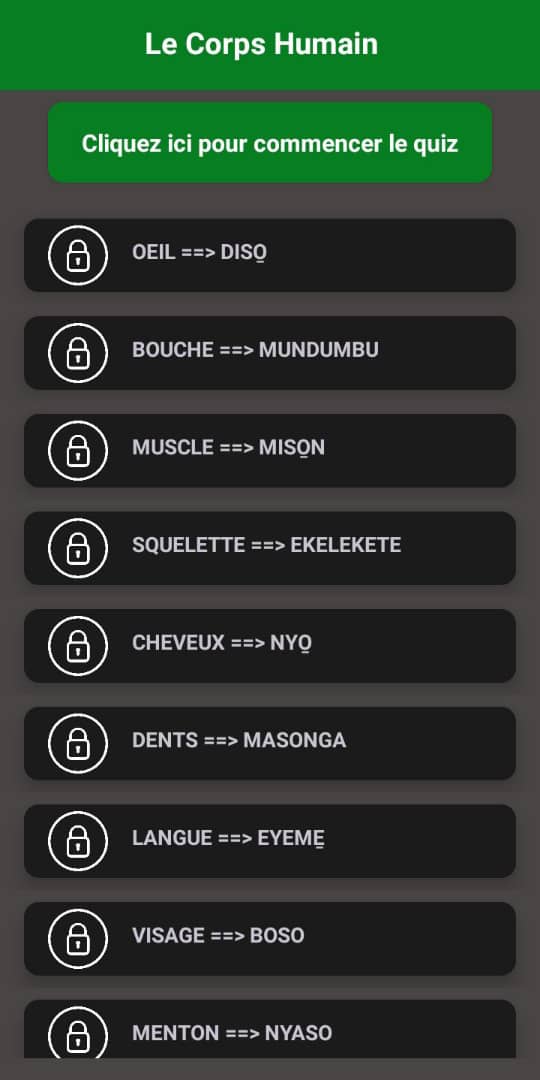 Le Corps Humain
Cliquez ici pour commencer le quiz
OEIL ==> DISO̱
BOUCHE ==> MUNDUMBU
MUSCLE ==> MISO̱N
SQUELETTE ==> EKELEKETE
CHEVEUX ==> NYO̱
DENTS ==> MASONGA
LANGUE ==> EYEME̱
VISAGE ==> BOSO
MENTON ==> NYASO